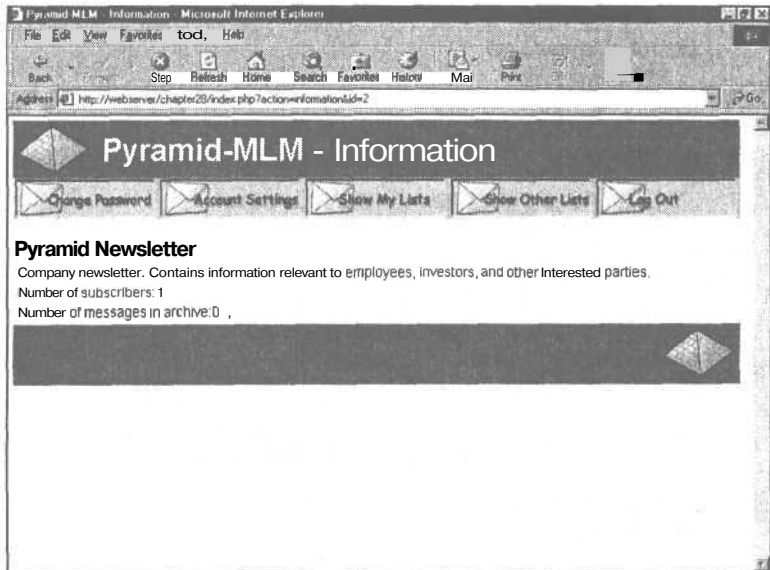 Pyramid MLM - Information - Microsoft Internet Explorer
File Edit View Favorites tod, Help
Back Step Refresh Home Search Favorites History Mai Print
Address http://webserver/chapter28/index.php?action=information&id=2 Go
Pyramid-MLM - Information
Change Password Account Settings Show My Lists Show Other Lists Log Out
Pyramid Newsletter
Company newsletter. Contains information relevant to employees, investors, and other Interested parties.
Number of subscribers: 1
Number of messages in archive:0 ,